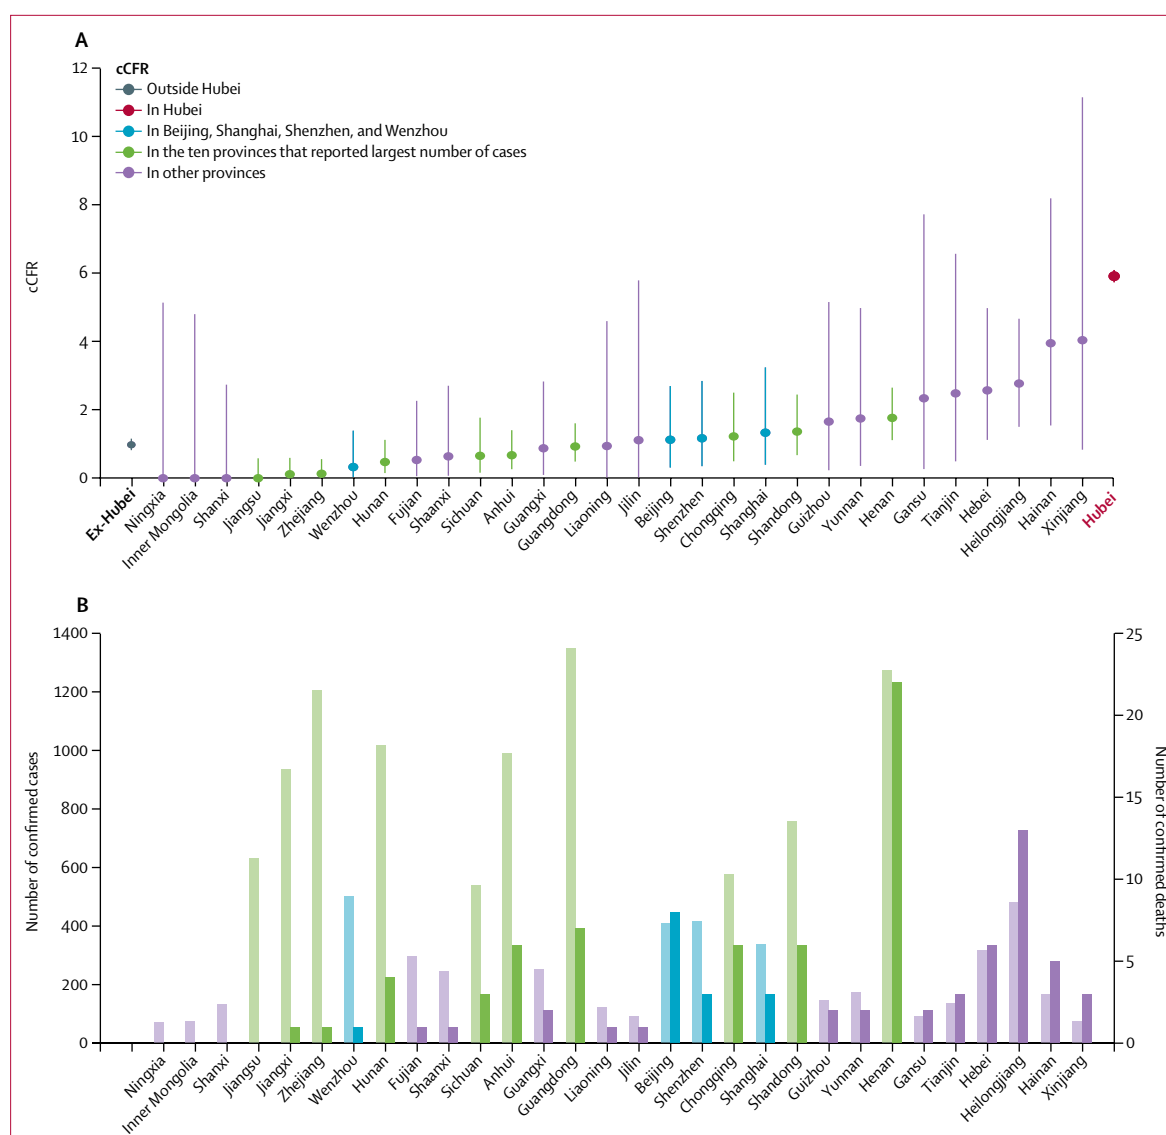 A
cCFR
Outside Hubei
In Hubei
In Beijing, Shanghai, Shenzhen, and Wenzhou
In the ten provinces that reported largest number of cases
In other provinces
12
10
8
6
4
2
0
cCFR
Ex-Hubei
Ningxia
Inner Mongolia
Shanxi
Jiangsu
Jiangxi
Zhejiang
Wenzhou
Hunan
Fujian
Shaanxi
Sichuan
Anhui
Guangxi
Guangdong
Liaoning
Jilin
Beijing
Shenzhen
Chongqing
Shanghai
Shandong
Guizhou
Yunnan
Henan
Gansu
Tianjin
Hebei
Heilongjiang
Hainan
Xinjiang
Hubei
B
1400
1200
1000
800
600
400
200
0
Number of confirmed cases
25
20
15
10
5
0
Number of confirmed deaths
Ningxia
Inner Mongolia
Shanxi
Jiangsu
Jiangxi
Zhejiang
Wenzhou
Hunan
Fujian
Shaanxi
Sichuan
Anhui
Guangxi
Guangdong
Liaoning
Jilin
Beijing
Shenzhen
Chongqing
Shanghai
Shandong
Guizhou
Yunnan
Henan
Gansu
Tianjin
Hebei
Heilongjiang
Hainan
Xinjiang